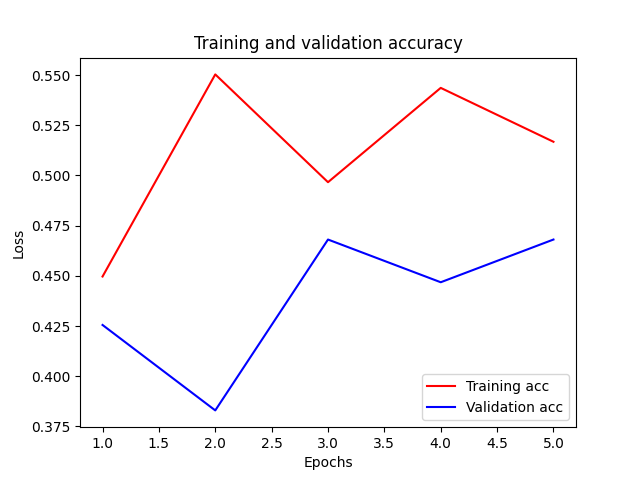 Training and validation accuracy
0.550
0.525
0.500
0.475
0.450
0.425
0.400
0.375
Loss
1.0 1.5 2.0 2.5 3.0 3.5 4.0 4.5 5.0
Epochs
Training acc
Validation acc